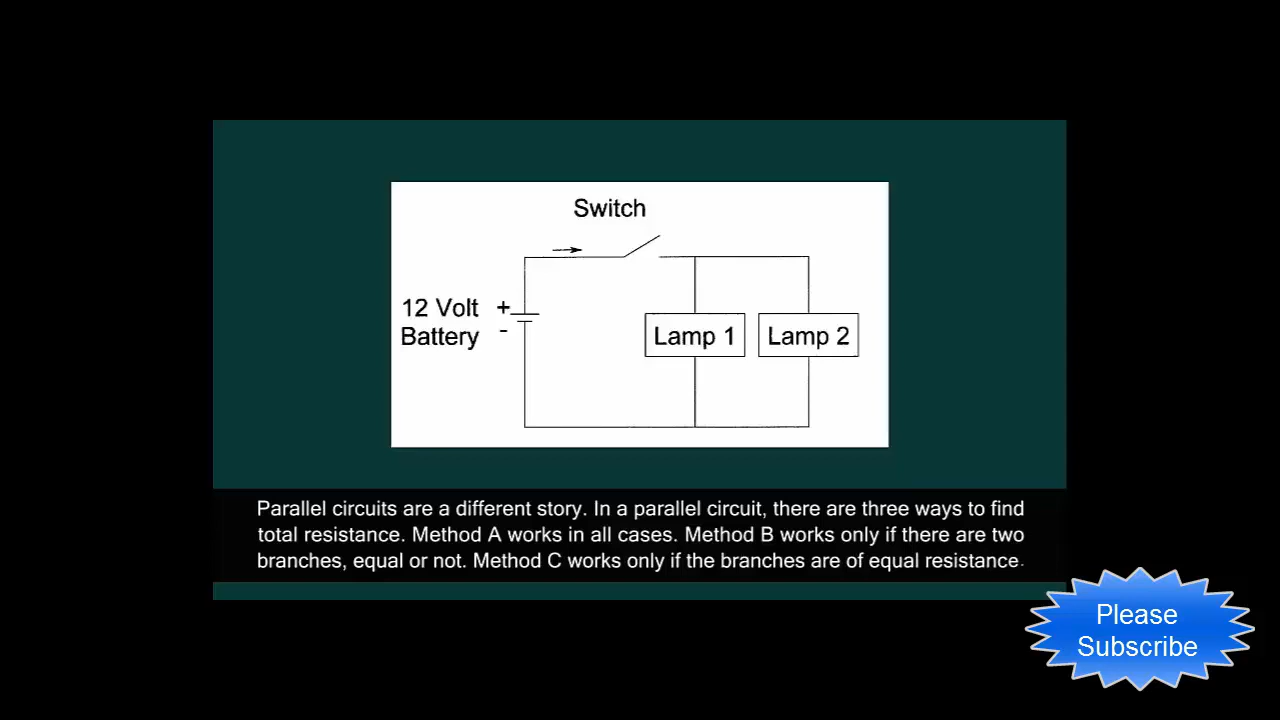 Switch
12 Volt +
Battery -
Lamp 1 Lamp 2
Parallel circuits are a different story. In a parallel circuit, there are three ways to find
total resistance. Method A works in all cases. Method B works only if there are two
branches, equal or not. Method C works only if the branches are of equal resistance.
Please
Subscribe